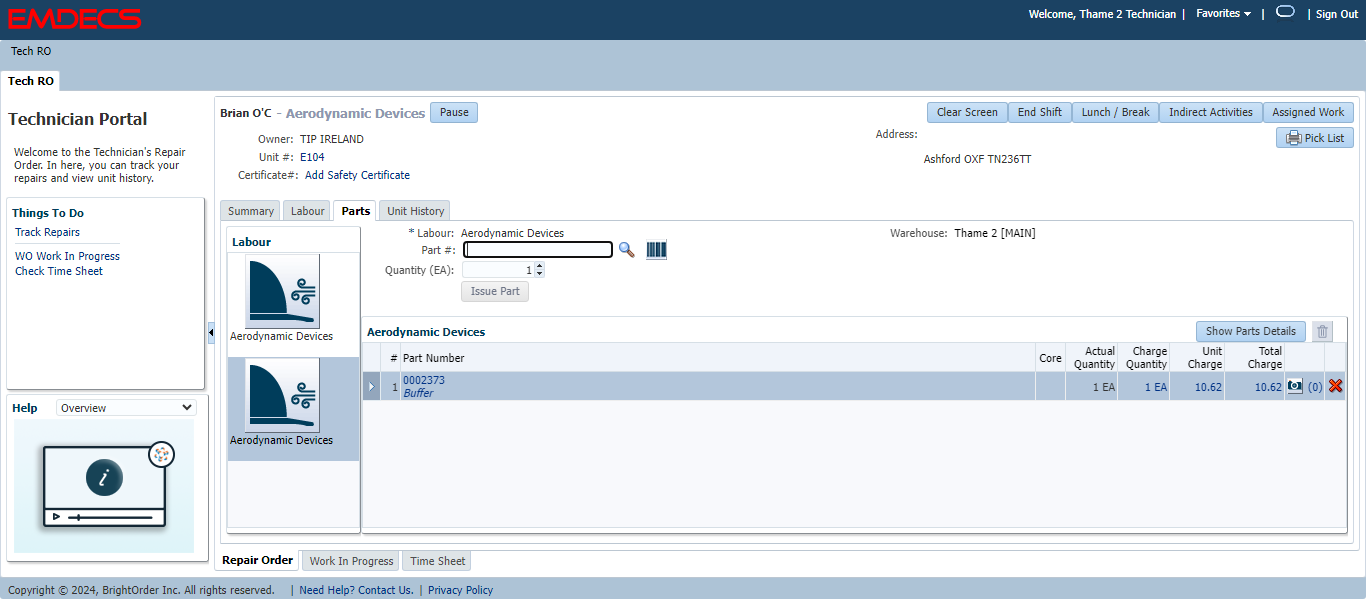 EMDECS
Welcome, Thame 2 Technician | Favorites | | Sign Out
Tech RO
Tech RO
Technician Portal
Welcome to the Technician's Repair
Order. In here, you can track your
repairs and view unit history.
Things To Do
Track Repairs
WO Work In Progress
Check Time Sheet
Help Overview
i
Brian O'C - Aerodynamic Devices Pause
Clear Screen End Shift Lunch / Break Indirect Activities Assigned Work
Owner: TIP IRELAND
Address:
Pick List
Unit #: E104
Ashford OXF TN236TT
Certificate#: Add Safety Certificate
Summary Labour Parts Unit History
Labour
Aerodynamic Devices
Aerodynamic Devices
* Labour: Aerodynamic Devices
Warehouse: Thame 2 [MAIN]
Part #:
Quantity (EA): 1
Issue Part
Aerodynamic Devices Show Parts Details
# Part Number Core Actual Quantity Charge Quantity Unit Charge Total Charge
1 0002373 1 EA 1 EA 10.62 10.62 (0)
Buffer
Repair Order Work In Progress Time Sheet
Copyright © 2024, BrightOrder Inc. All rights reserved. | Need Help? Contact Us. | Privacy Policy